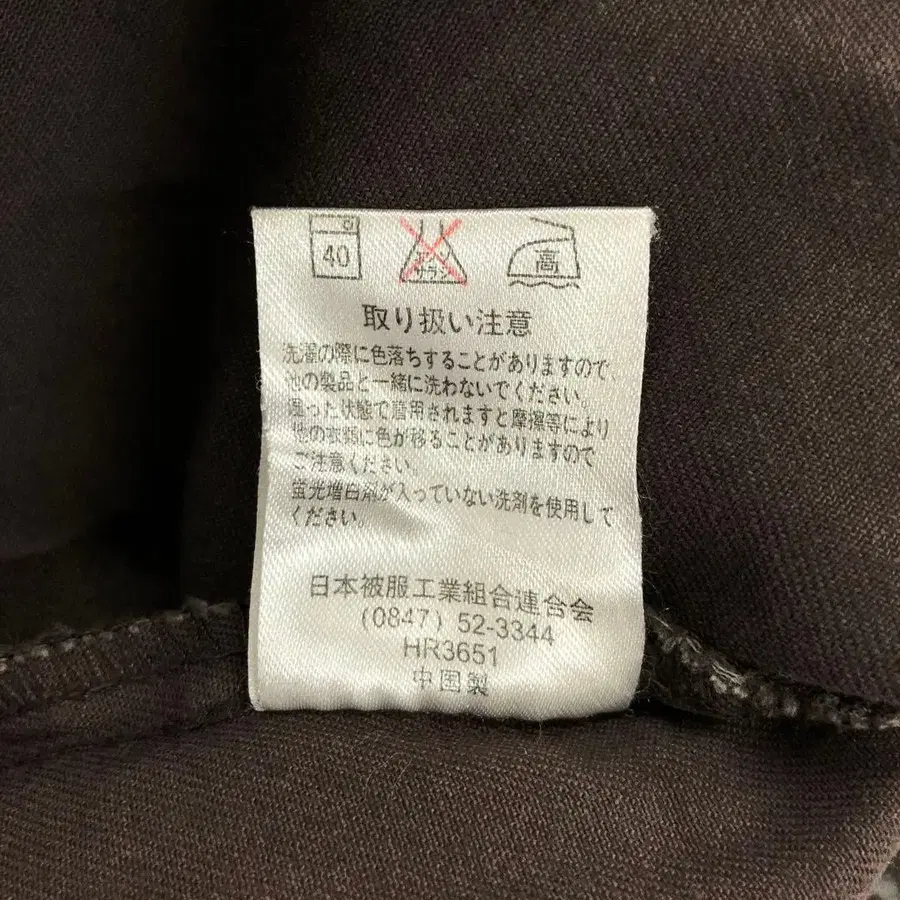 40
サラシ
高
取り扱い注意
洗濯の際に色落ちすることがありますので、
他の製品と一緒に洗わないでください。
湿った状態で着用されますと摩擦等により
他の衣類に色が移ることがありますので
ご注意ください
蛍光増白剤が入っていない洗剤を使用して
ください。
日本被服工業組合連合会
(0847) 52-3344
HR3651
中国製